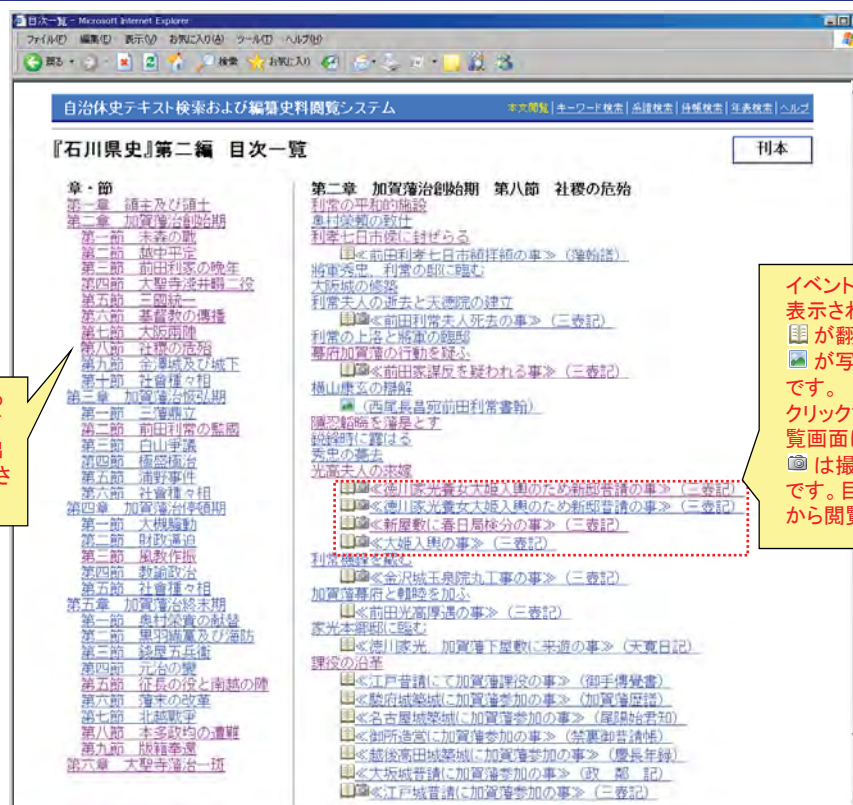 目次一覧 - Microsoft Internet Explorer
ファイル(F) 編集(E) 表示(V) お気に入り(A) ツール(T) ヘルプ(H)
戻る 検索 お気に入り
自治体史テキスト検索および編纂史料閲覧システム
本文閲覧|キーワード検索|系譜検索|侍帳検索|年表検索|ヘルプ
『石川県史』第二編 目次一覧
刊本
章・節
第一章 領主及び領土
第二章 加賀藩治創始期
第一節 末森の戰
第二節 越中平定
第三節 前田利家の晩年
第四節 大聖寺淺井畷二役
第五節 三國統一
第六節 基督教の傳播
第七節 大阪両陣
第八節 社稷の危殆
第九節 金澤城及び城下
第十節 社會種々相
第三章 加賀藩治恢弘期
第一節 三藩鼎立
第二節 前田利常の監國
第三節 白山爭議
第四節 極盛極治
第五節 浦野事件
第六節 社會種々相
第四章 加賀藩治停頓期
第一節 大槻騒動
第二節 財政逼迫
第三節 風教作振
第四節 教諭政治
第五節 社會種々相
第五章 加賀藩治終末期
第一節 奥村榮實の献替
第二節 黒羽織黨及び海防
第三節 錢屋五兵衛
第四節 元治の變
第五節 征長の役と南越の陣
第六節 藩末の改革
第七節 北越戰爭
第八節 本多政均の遭難
第九節 版籍奉還
第六章 大聖寺藩治一班
第二章 加賀藩治創始期 第八節 社稷の危殆
利常の平和的施設
奥村榮頼の致仕
利孝七日市侯に封ぜらる
≪前田利孝七日市領拝領の事≫(藩始譜)
將軍秀忠、利常の邸に臨む
大阪城の修築
利常夫人の逝去と天徳院の建立
≪前田利常夫人死去の事≫(三壺記)
利常の上洛と將軍の臨邸
幕府加賀藩の行動を疑ふ
≪前田家謀反を疑われる事≫(三壺記)
横山康玄の辯解
(西尾長昌宛前田利常書翰)
隱忍韜晦を藩是とす
鋭鋒時に露はる
秀忠の薨去
光高夫人の來嫁
≪徳川家光養女大姫入輿のため新邸普請の事≫(三壺記)
≪徳川家光養女大姫入輿のため新邸普請の事≫(三壺記)
≪新屋敷に春日局検分の事≫(三壺記)
≪大姫入輿の事≫(三壺記)
利常機鋒を藏む
≪金沢城玉泉院丸工事の事≫(三壺記)
加賀藩幕府と親睦を加ふ
≪前田光高厚遇の事≫(三壺記)
家光本郷邸に臨む
≪徳川家光、加賀藩下屋敷に来遊の事≫(天寛日記)
課役の沿革
≪江戸普請にて加賀藩課役の事≫(御手傳覺書)
≪駿府城築城に加賀藩参加の事≫(加賀藩歴譜)
≪名古屋城築城に加賀藩参加の事≫(尾陽始君知)
≪御所造営に加賀藩参加の事≫(禁裏御普請帳)
≪越後高田城築城に加賀藩参加の事≫(慶長年録)
≪大坂城普請に加賀藩参加の事≫(政 鄰 記)
≪江戸城普請に加賀藩参加の事≫(三壺記)
イベント
表示され
が翻
が写
です。
クリック
覧画面に
は撮
です。目
から閲覧